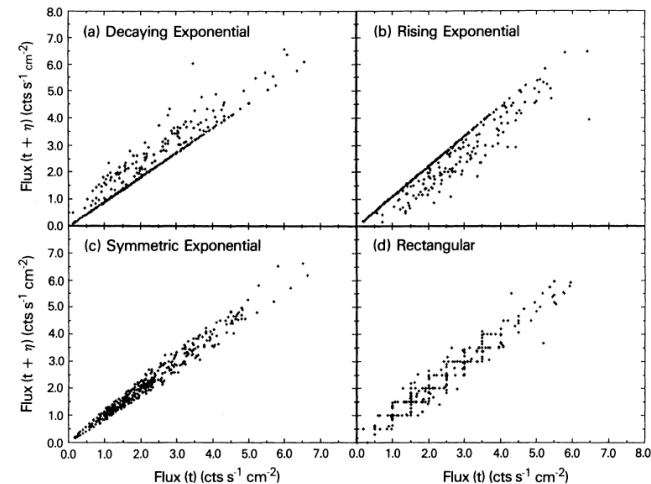 8.0
(a) Decaying Exponential
(b) Rising Exponential
7.0
6.0
5.0
4.0
3.0
2.0
1.0
0.0
Flux (t + η) (cts s⁻¹ cm⁻²)
(c) Symmetric Exponential
(d) Rectangular
7.0
6.0
5.0
4.0
3.0
2.0
1.0
0.0
Flux (t + η) (cts s⁻¹ cm⁻²)
0.0 1.0 2.0 3.0 4.0 5.0 6.0 7.0
1.0 2.0 3.0 4.0 5.0 6.0 7.0 8.0
Flux (t) (cts s⁻¹ cm⁻²)
Flux (t) (cts s⁻¹ cm⁻²)